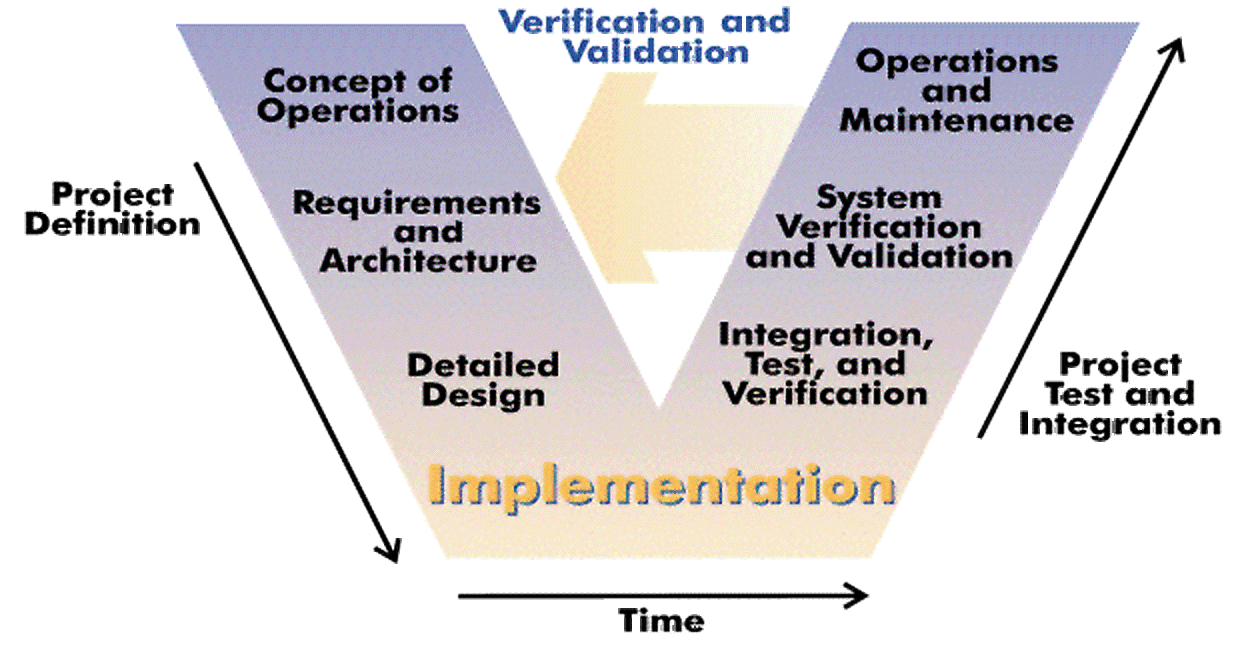 Verification and
Validation
Concept of
Operations
Operations
and
Maintenance
Project
Definition
Requirements
and
Architecture
System
Verification
and Validation
Detailed
Design
Integration,
Test, and
Verification
Project
Test and
Integration
Implementation
Time